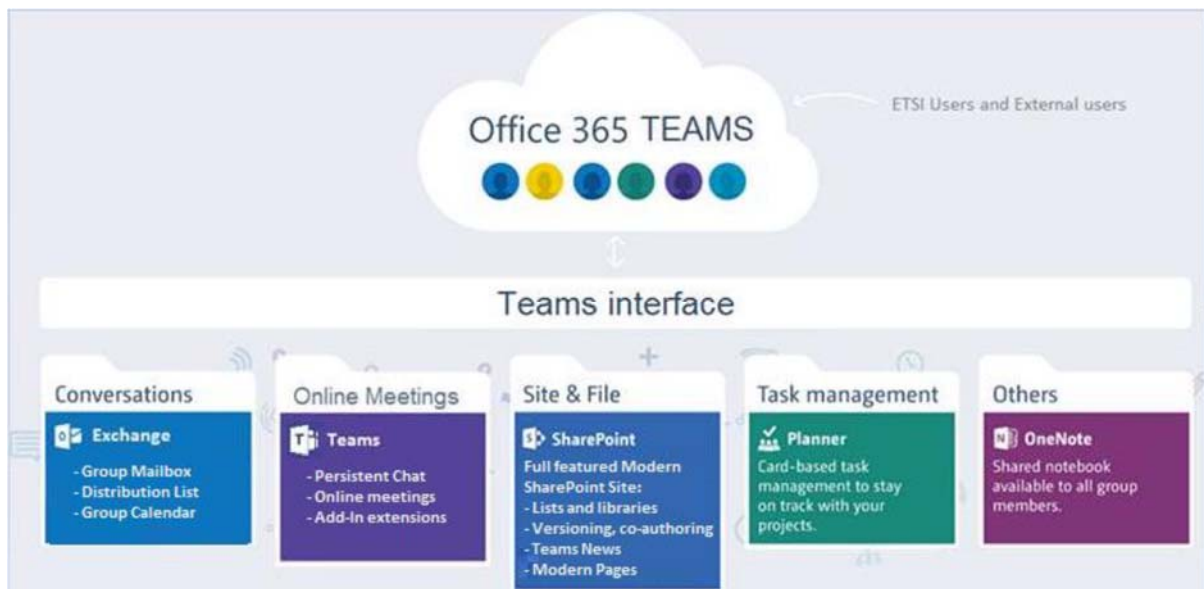 ETSI Users and External users
Office 365 TEAMS
Teams interface
Conversations
Exchange
- Group Mailbox
- Distribution List
- Group Calendar
Online Meetings
Teams
- Persistent Chat
- Online meetings
- Add-In extensions
Site & File
SharePoint
Full featured Modern
SharePoint Site:
- Lists and libraries
- Versioning, co-authoring
- Teams News
- Modern Pages
Task management
Planner
Card-based task
management to stay
on track with your
projects.
Others
OneNote
Shared notebook
available to all group
members.